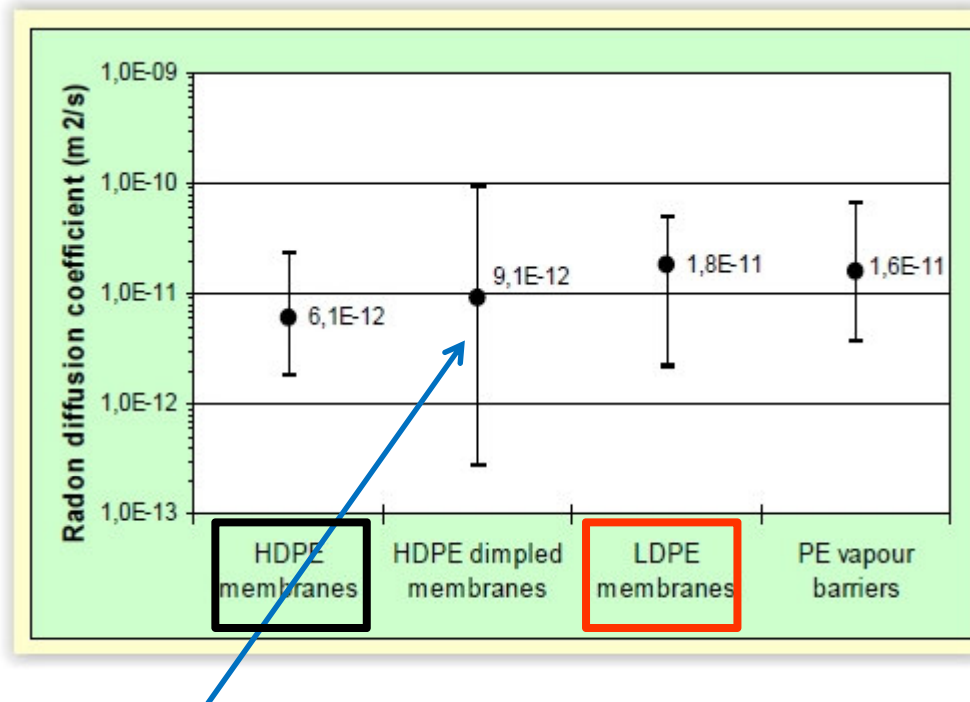 Radon diffusion coefficient (m2/s)
1,0E-09
1,0E-10
1,0E-11
1,0E-12
1,0E-13
6,1E-12
9,1E-12
1,8E-11
1,6E-11
HDPE
membranes
HDPE dimpled
membranes
LDPE
membranes
PE vapour
barriers